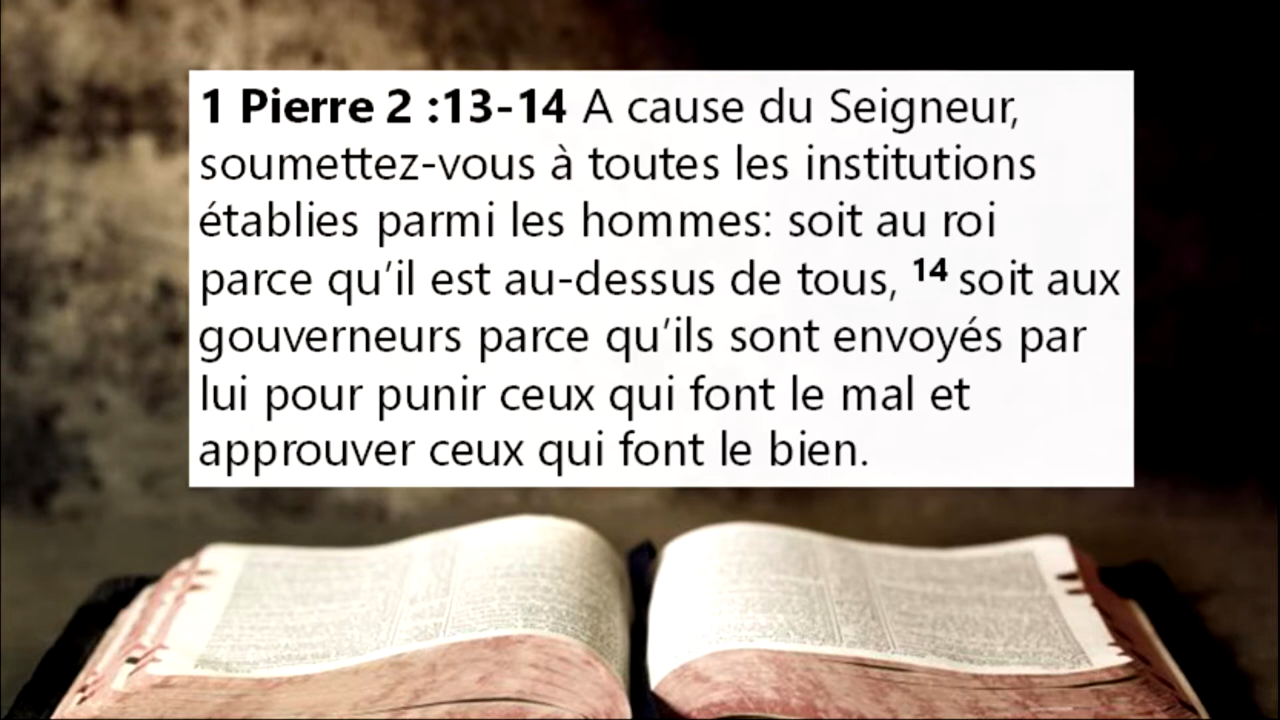 1 Pierre 2 :13-14 A cause du Seigneur,
soumettez-vous à toutes les institutions
établies parmi les hommes: soit au roi
parce qu’il est au-dessus de tous, 14 soit aux
gouverneurs parce qu’ils sont envoyés par
lui pour punir ceux qui font le mal et
approuver ceux qui font le bien.